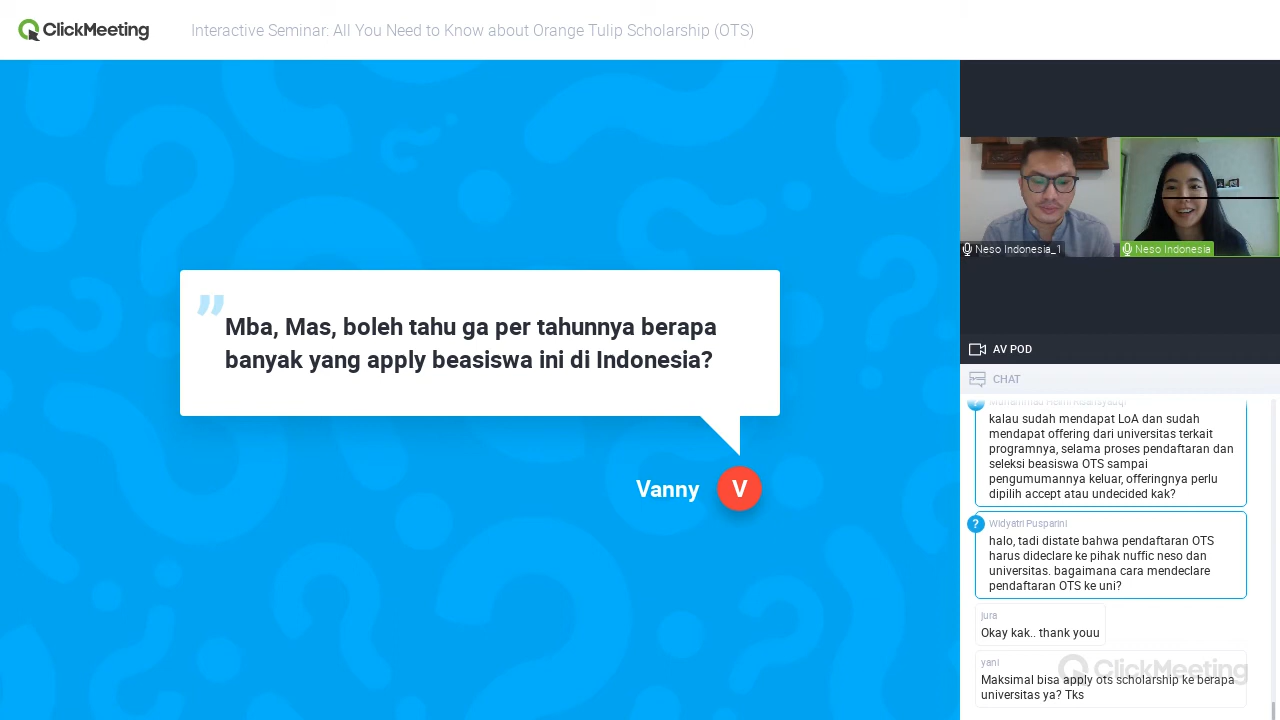 ClickMeeting
Interactive Seminar: All You Need to Know about Orange Tulip Scholarship (OTS)
Mba, Mas, boleh tahu ga per tahunnya berapa
banyak yang apply beasiswa ini di Indonesia?
Vanny
V
Neso Indonesia_1
Neso Indonesia
AV POD
CHAT
?
kalau sudah mendapat LoA dan sudah
mendapat offering dari universitas terkait
programnya, selama proses pendaftaran dan
seleksi beasiswa OTS sampai
pengumumannya keluar, offeringnya perlu
dipilih accept atau undecided kak?
?
Widyatri Pusparini
halo, tadi distate bahwa pendaftaran OTS
harus dideclare ke pihak nuffic neso dan
universitas. bagaimana cara mendeclare
pendaftaran OTS ke uni?
jura
Okay kak.. thank youu
yani
Maksimal bisa apply ots scholarship ke berapa
universitas ya? Tks
ClickMeeting